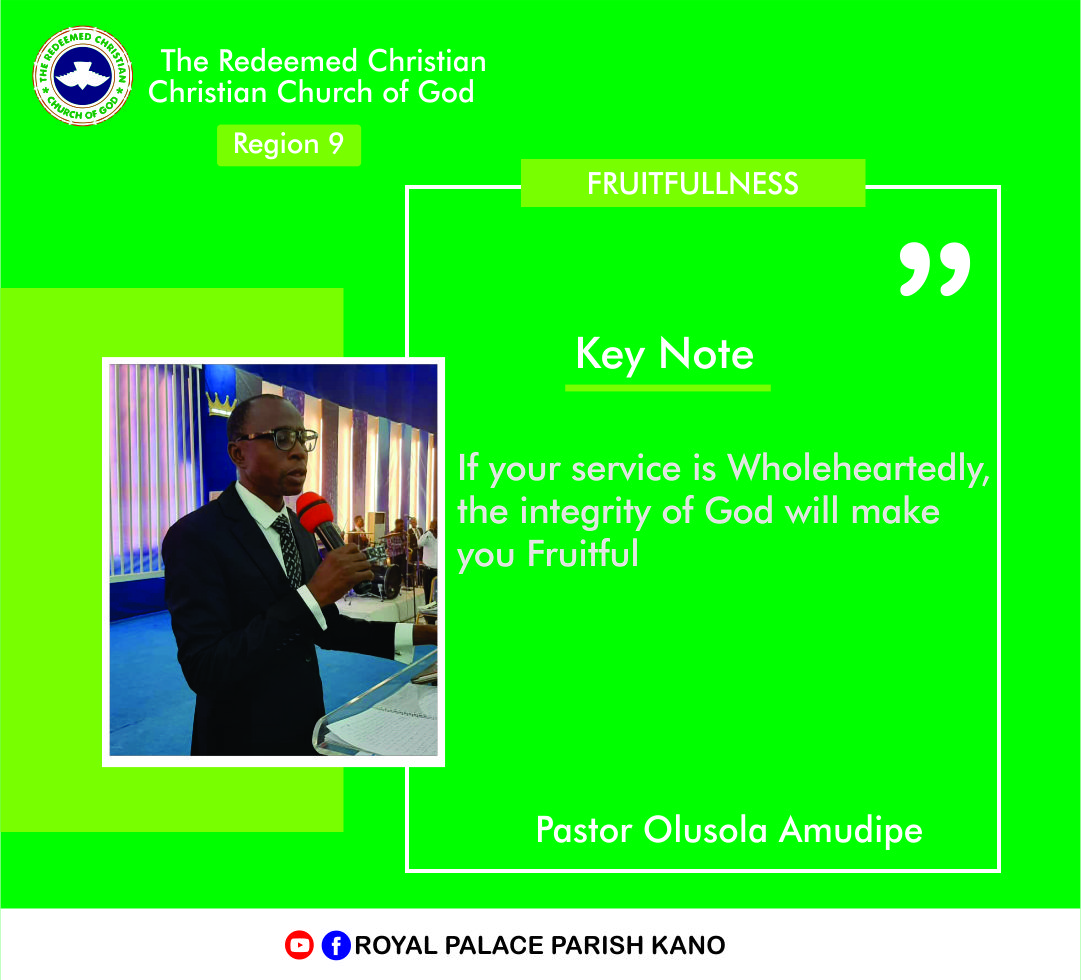 THE REDEEMED CHRISTIAN
CHURCH OF GOD
The Redeemed Christian
Christian Church of God
Region 9
FRUITFULLNESS
”
Key Note
If your service is Wholeheartedly,
the integrity of God will make
you Fruitful
Pastor Olusola Amudipe
ROYAL PALACE PARISH KANO